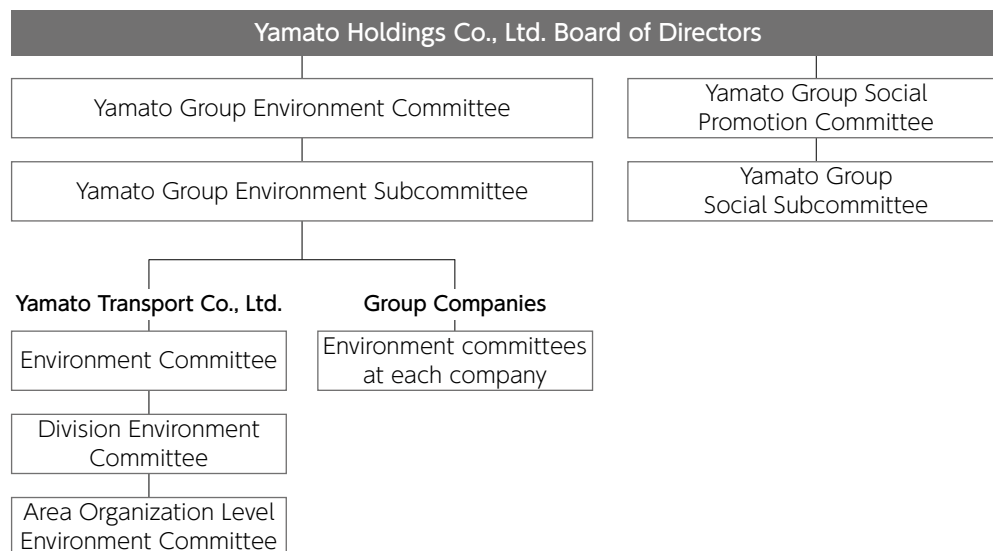 Yamato Holdings Co., Ltd. Board of Directors
Yamato Group Environment Committee
Yamato Group Social
Promotion Committee
Yamato Group Environment Subcommittee
Yamato Group
Social Subcommittee
Yamato Transport Co., Ltd.
Group Companies
Environment Committee
Environment committees
at each company
Division Environment
Committee
Area Organization Level
Environment Committee